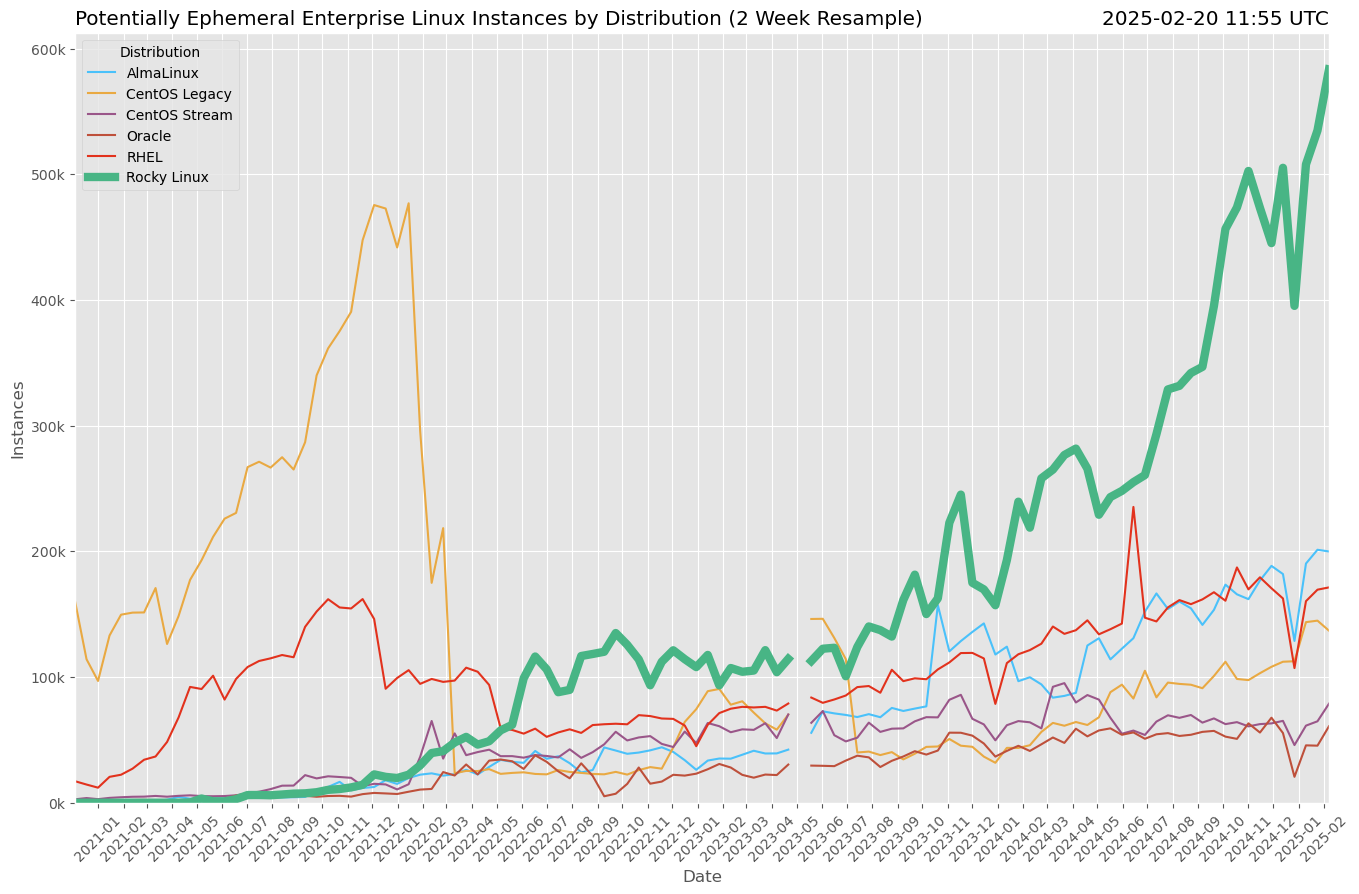 Potentially Ephemeral Enterprise Linux Instances by Distribution (2 Week Resample)
2025-02-20 11:55 UTC
Distribution
AlmaLinux
CentOS Legacy
CentOS Stream
Oracle
RHEL
Rocky Linux
600k
500k
400k
300k
200k
100k
0k
Instances
2021-01
2021-02
2021-03
2021-04
2021-05
2021-06
2021-07
2021-08
2021-09
2021-10
2021-11
2021-12
2022-01
2022-02
2022-03
2022-04
2022-05
2022-06
2022-07
2022-08
2022-09
2022-10
2022-11
2022-12
2023-01
2023-02
2023-03
2023-04
2023-05
2023-06
2023-07
2023-08
2023-09
2023-10
2023-11
2023-12
2024-01
2024-02
2024-03
2024-04
2024-05
2024-06
2024-07
2024-08
2024-09
2024-10
2024-11
2024-12
2025-01
2025-02
Date